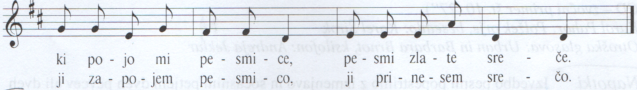 ki po - jo mi pe - smi - ce, pe - smi zla - te sre - če.
ji za - po - jem pe - smi - co. ji pri - ne - sem sre - čo.